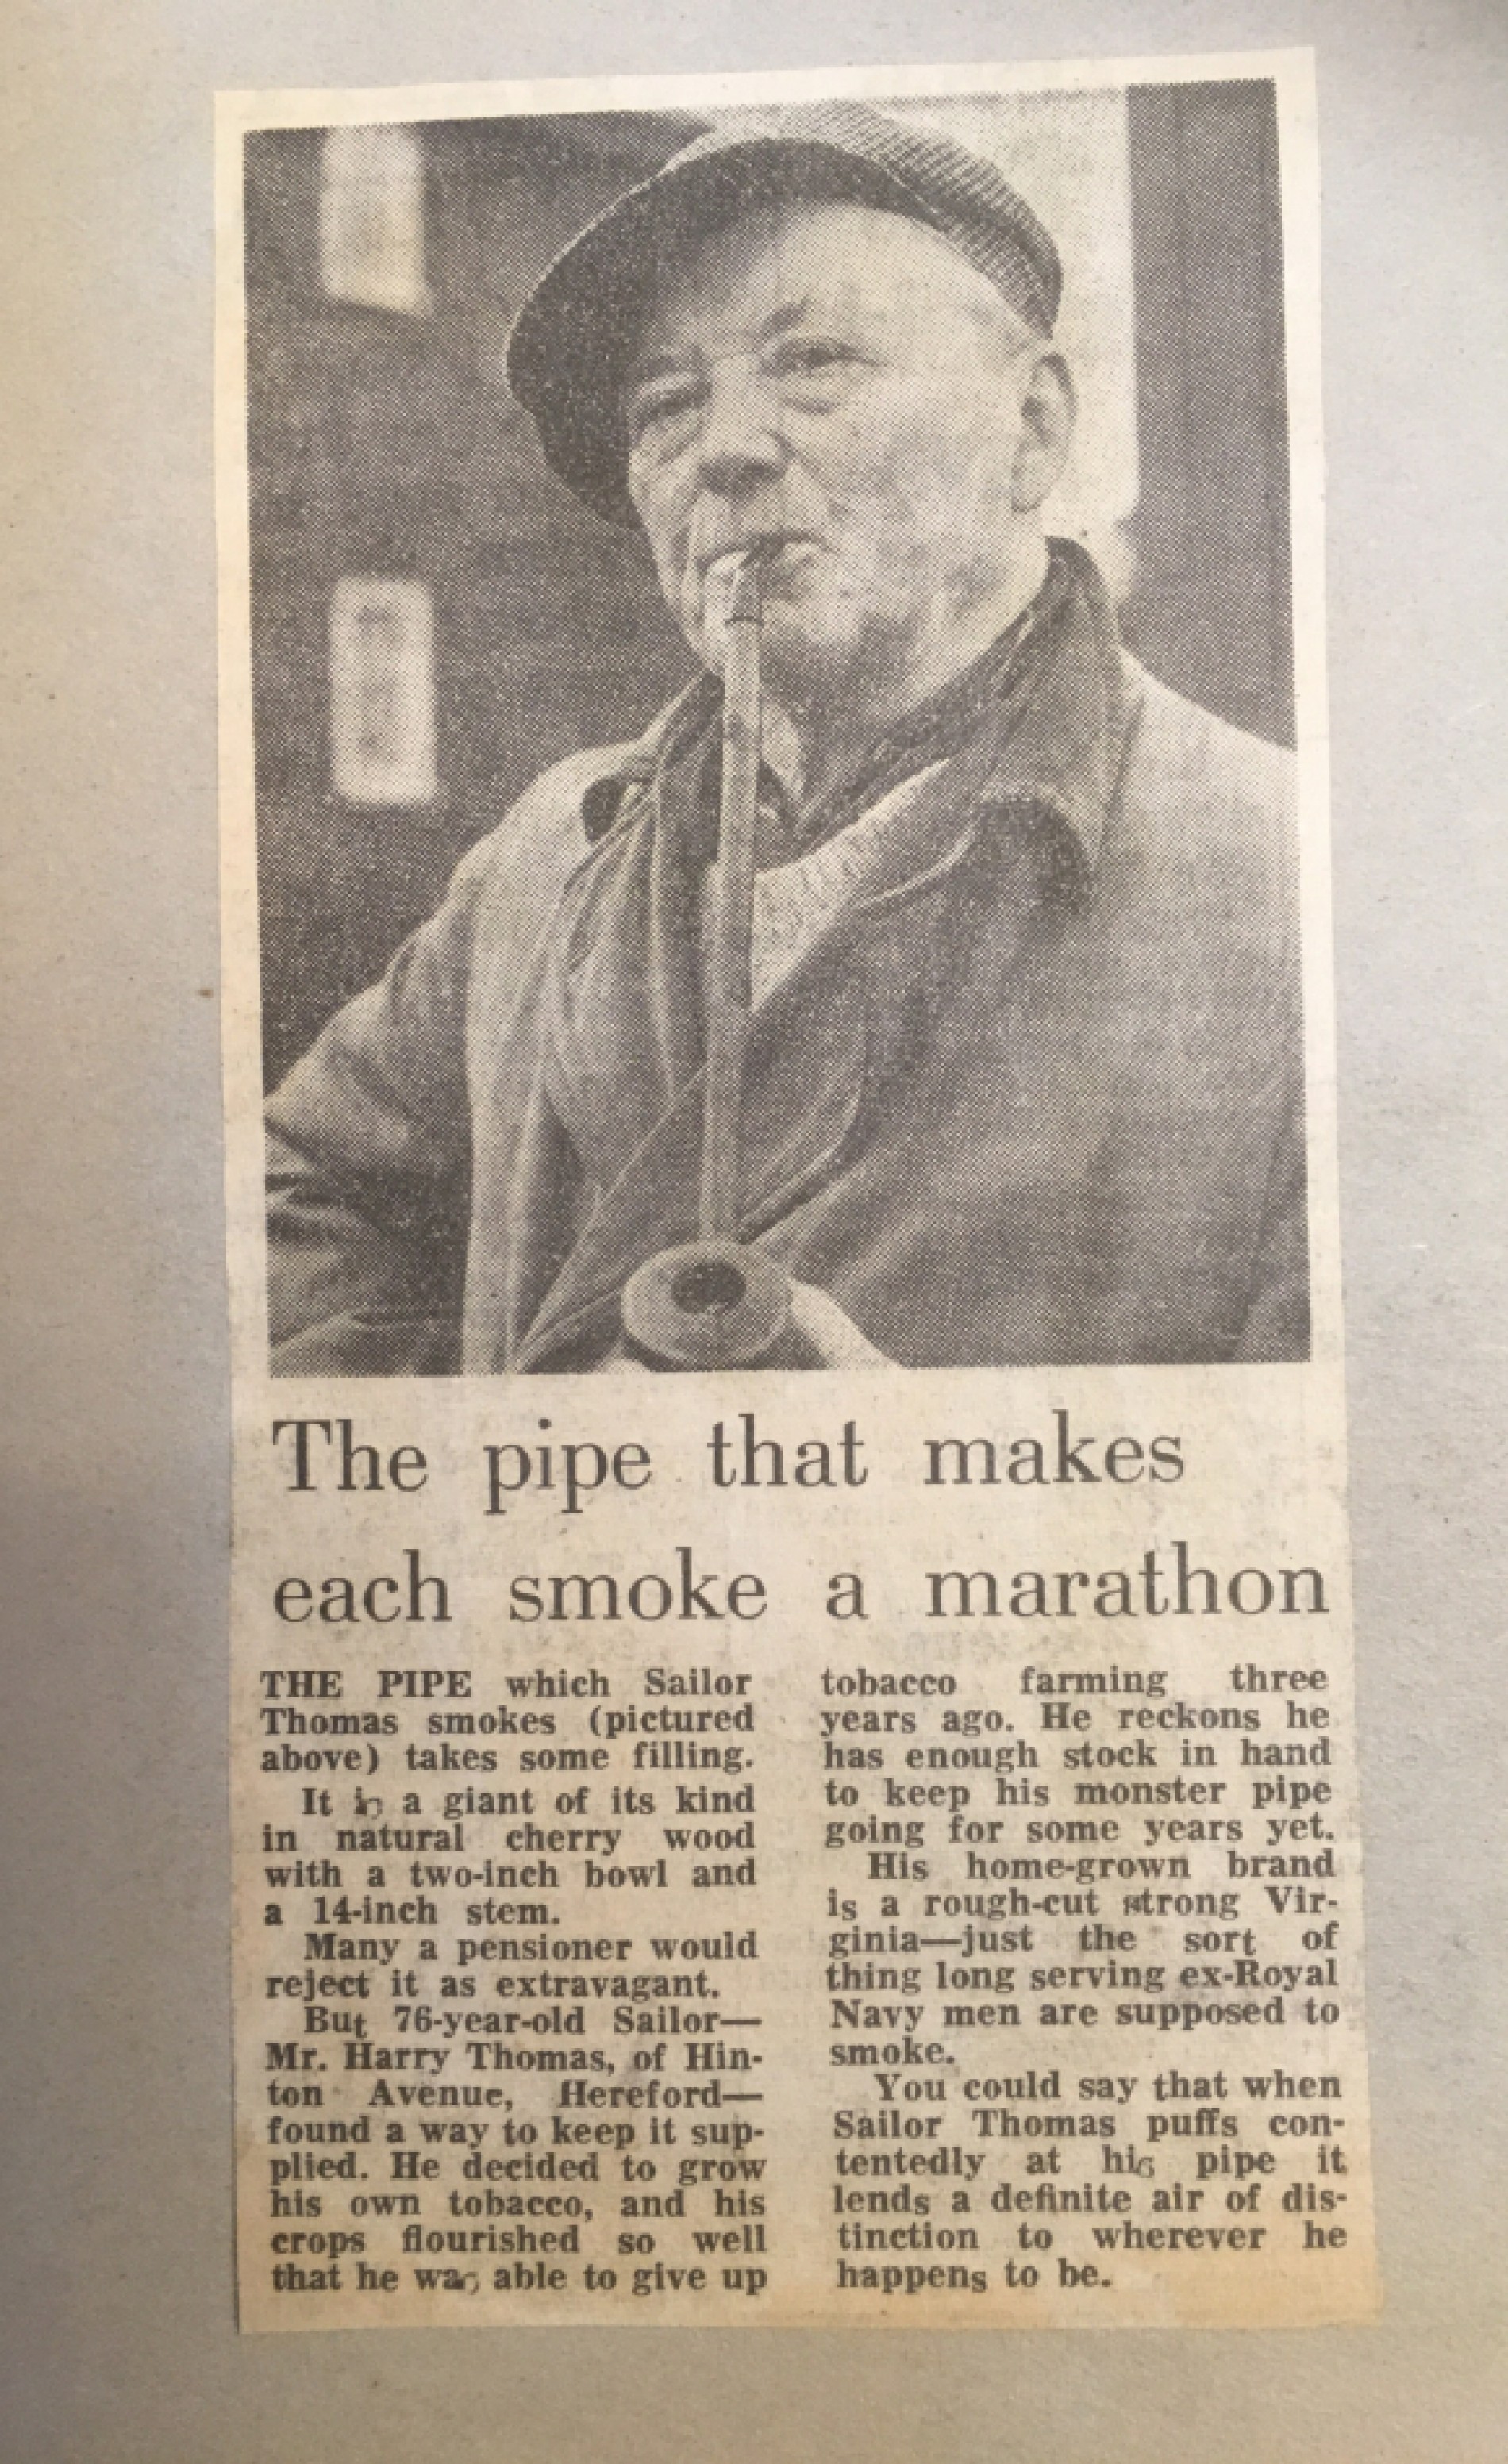 The pipe that makes
each smoke a marathon
THE PIPE which Sailor
Thomas smokes (pictured
above) takes some filling.
It is a giant of its kind
in natural cherry wood
with a two-inch bowl and
a 14-inch stem.
Many a pensioner would
reject it as extravagant.
But 76-year-old Sailor—
Mr. Harry Thomas, of Hin-
ton Avenue, Hereford—
found a way to keep it sup-
plied. He decided to grow
his own tobacco, and his
crops flourished so well
that he was able to give up
tobacco farming three
years ago. He reckons he
has enough stock in hand
to keep his monster pipe
going for some years yet.
His home-grown brand
is a rough-cut strong Vir-
ginia—just the sort of
thing long serving ex-Royal
Navy men are supposed to
smoke.
You could say that when
Sailor Thomas puffs con-
tentedly at his pipe it
lends a definite air of dis-
tinction to wherever he
happens to be.